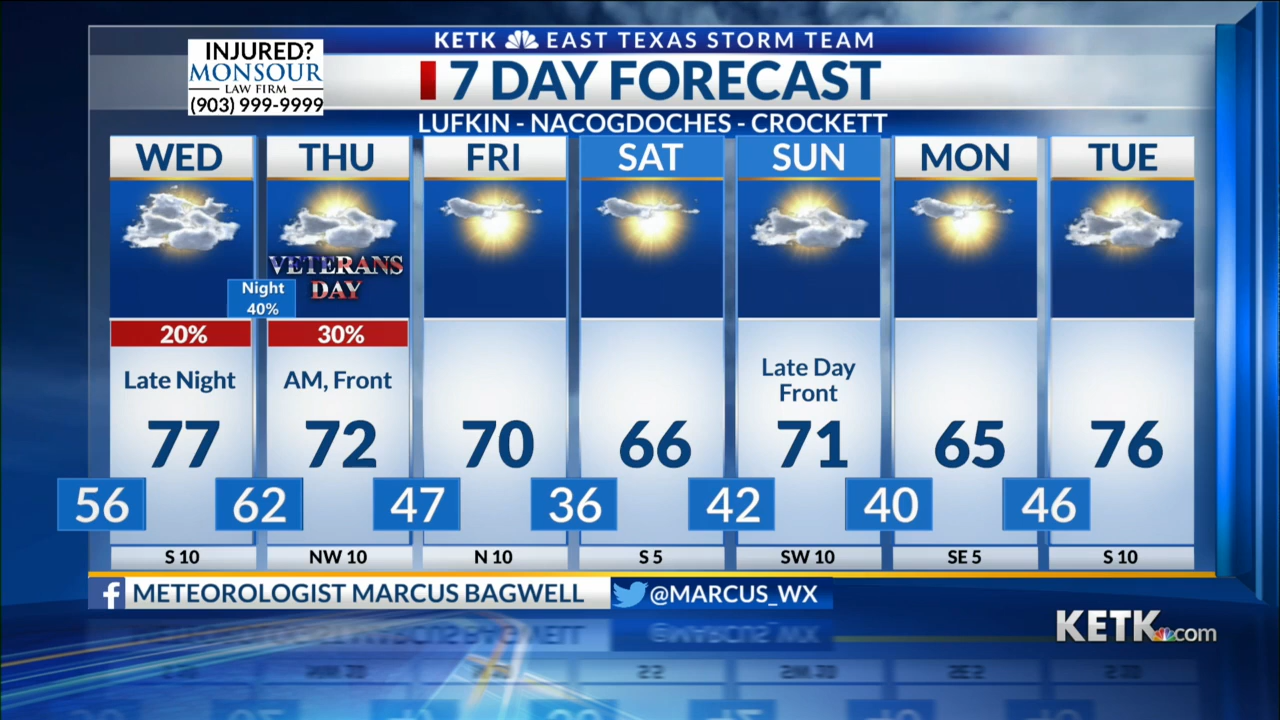 KETK EAST TEXAS STORM TEAM
INJURED?
MONSOUR
LAW FIRM
(903) 999-9999
7 DAY FORECAST
LUFKIN - NACOGDOCHES - CROCKETT
WED THU FRI SAT SUN MON TUE
VETERANS
DAY
Night
40%
20% 30%
Late Night AM, Front Late Day
Front
77 72 70 66 71 65 76
56 62 47 36 42 40 46
S 10 NW 10 N 10 S 5 SW 10 SE 5 S 10
f METEOROLOGIST MARCUS BAGWELL @MARCUS_WX
KETK.com